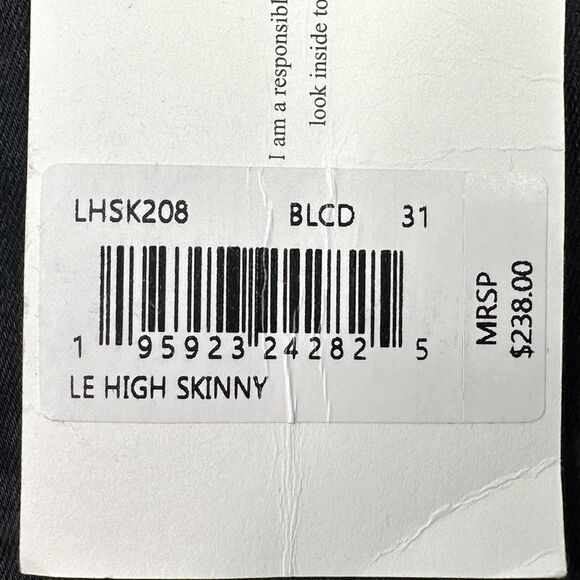 I am a responsibl
look inside to
LHSK208 BLCD 31
1 95923 24282 5
LE HIGH SKINNY
MRSP
$238.00